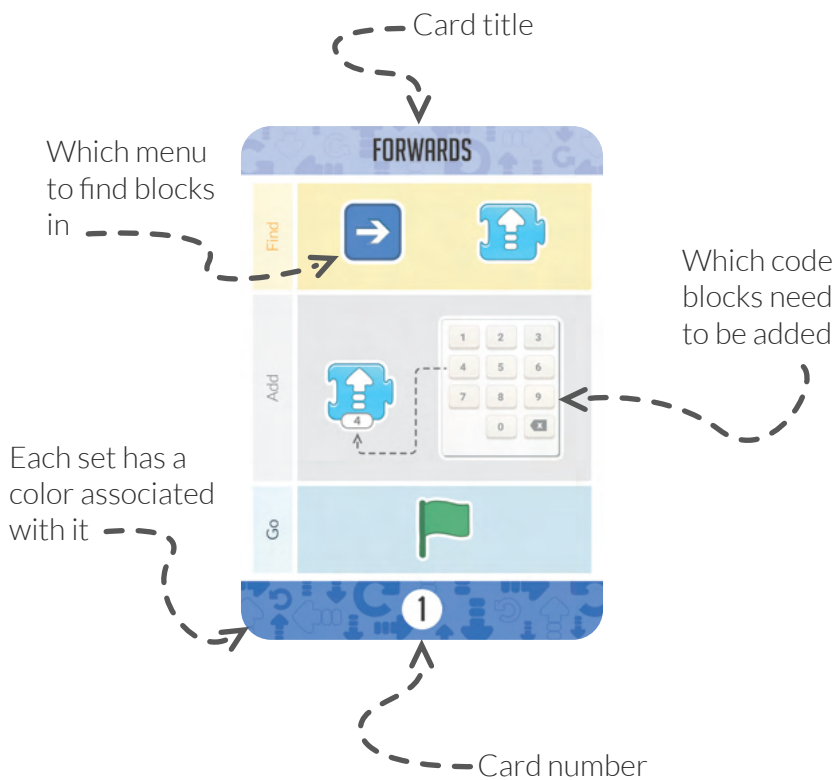 Card title
FORWARDS
Which menu
to find blocks
in
Find
Which code
blocks need
to be added
1 2 3
4 5 6
7 8 9
0 x
Add
4
Each set has a
color associated
with it
Go
1
Card number